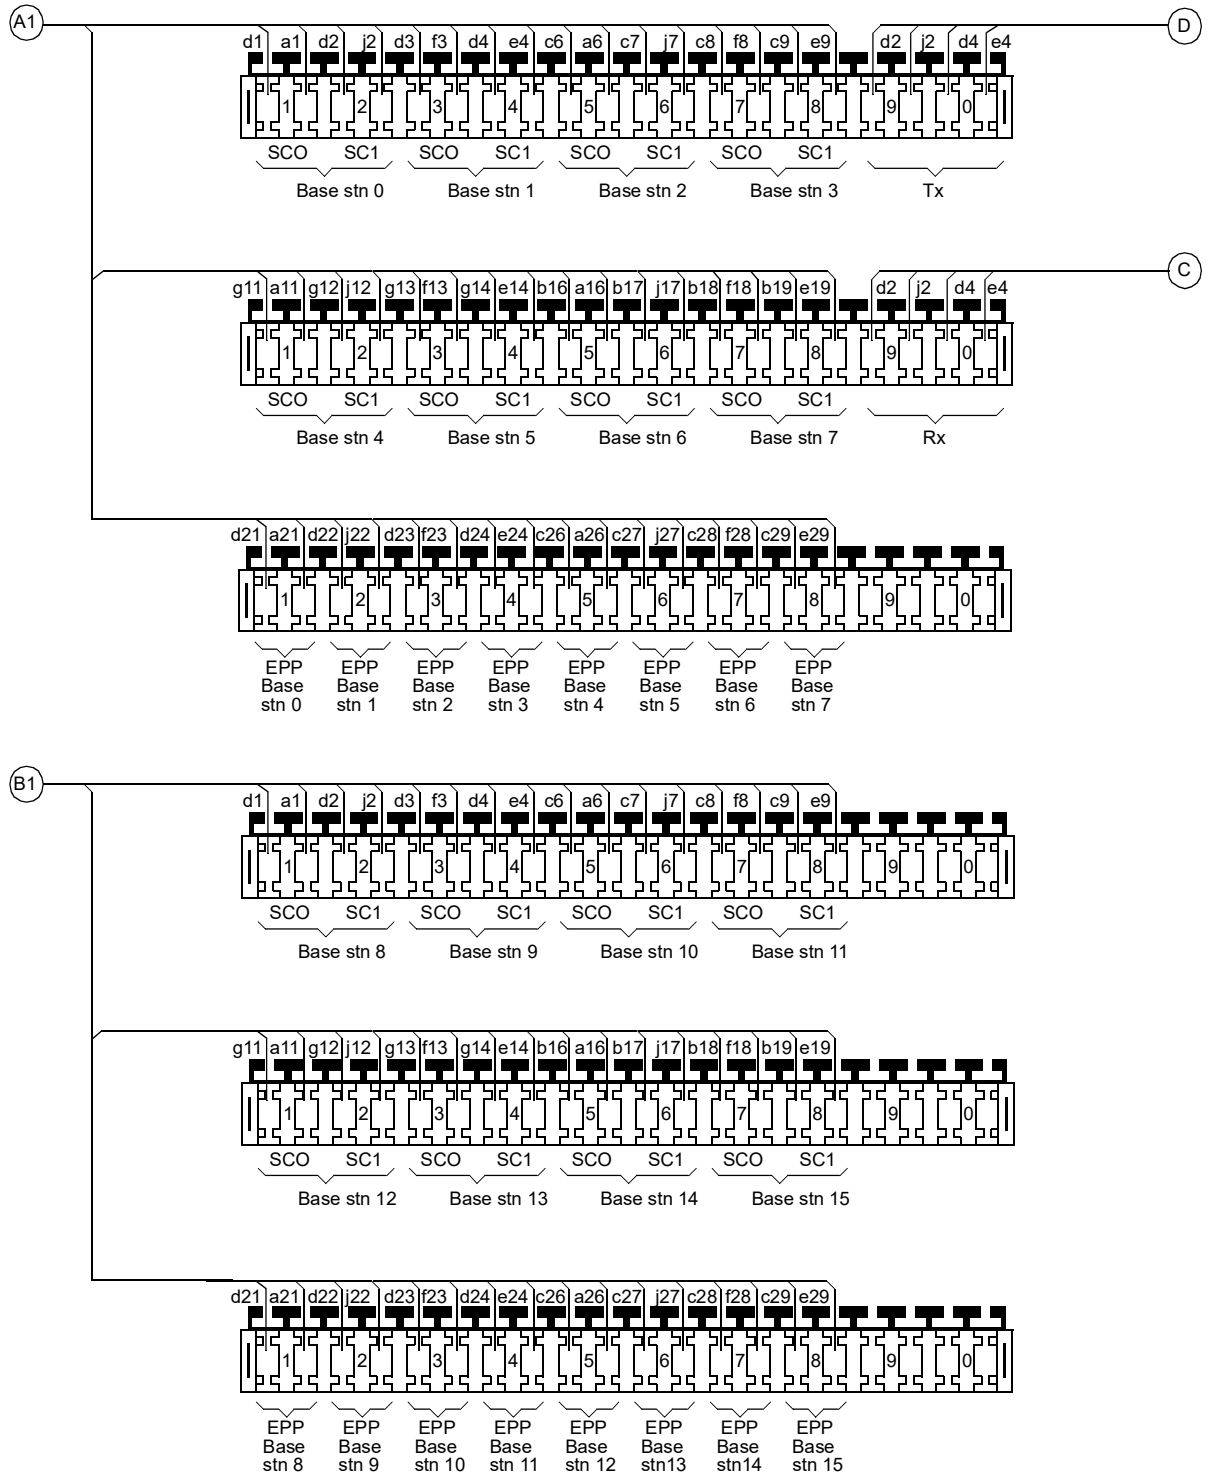 A1
D
d1 a1 d2 j2 d3 f3 d4 e4 c6 a6 c7 j7 c8 f8 c9 e9 d2 j2 d4 e4
1 2 3 4 5 6 7 8 9 0
SCO SC1 SCO SC1 SCO SC1 SCO SC1
Base stn 0 Base stn 1 Base stn 2 Base stn 3 Tx
C
g11 a11 g12 j12 g13 f13 g14 e14 b16 a16 b17 j17 b18 f18 b19 e19 d2 j2 d4 e4
1 2 3 4 5 6 7 8 9 0
SCO SC1 SCO SC1 SCO SC1 SCO SC1
Base stn 4 Base stn 5 Base stn 6 Base stn 7 Rx
d21 a21 d22 j22 d23 f23 d24 e24 c26 a26 c27 j27 c28 f28 c29 e29
1 2 3 4 5 6 7 8 9 0
EPP EPP EPP EPP EPP EPP EPP EPP
Base Base Base Base Base Base Base Base
stn 0 stn 1 stn 2 stn 3 stn 4 stn 5 stn 6 stn 7
B1
d1 a1 d2 j2 d3 f3 d4 e4 c6 a6 c7 j7 c8 f8 c9 e9
1 2 3 4 5 6 7 8 9 0
SCO SC1 SCO SC1 SCO SC1 SCO SC1
Base stn 8 Base stn 9 Base stn 10 Base stn 11
g11 a11 g12 j12 g13 f13 g14 e14 b16 a16 b17 j17 b18 f18 b19 e19
1 2 3 4 5 6 7 8 9 0
SCO SC1 SCO SC1 SCO SC1 SCO SC1
Base stn 12 Base stn 13 Base stn 14 Base stn 15
d21 a21 d22 j22 d23 f23 d24 e24 c26 a26 c27 j27 c28 f28 c29 e29
1 2 3 4 5 6 7 8 9 0
EPP EPP EPP EPP EPP EPP EPP EPP
Base Base Base Base Base Base Base Base
stn 8 stn 9 stn 10 stn 11 stn 12 stn13 stn14 stn 15